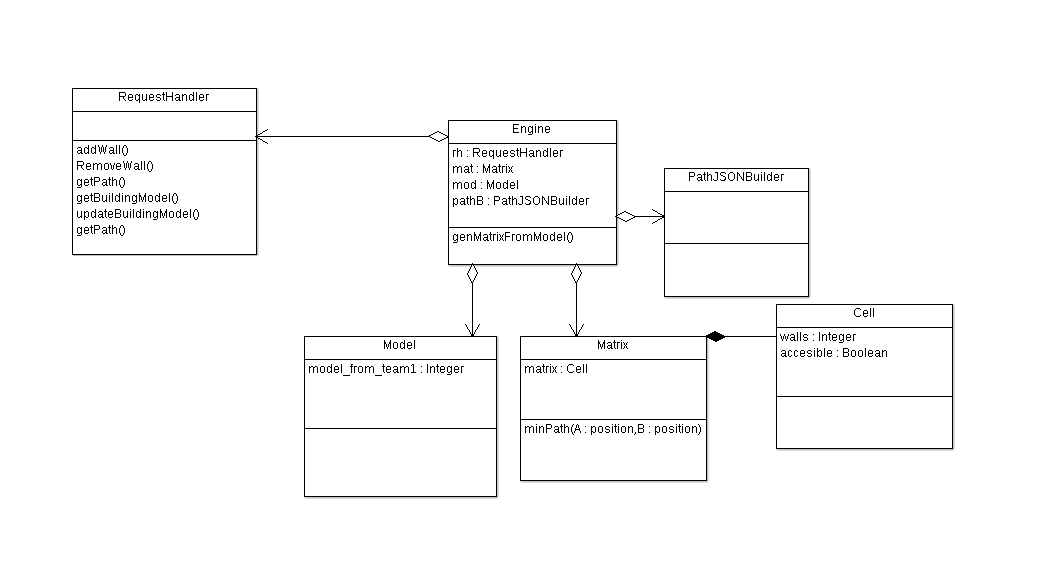 RequestHandler
addWall()
RemoveWall()
getPath()
getBuildingModel()
updateBuildingModel()
getPath()
Engine
rh : RequestHandler
mat : Matrix
mod : Model
pathB : PathJSONBuilder
genMatrixFromModel()
PathJSONBuilder
Model
model_from_team1 : Integer
Matrix
matrix : Cell
minPath(A : position,B : position)
Cell
walls : Integer
accesible : Boolean